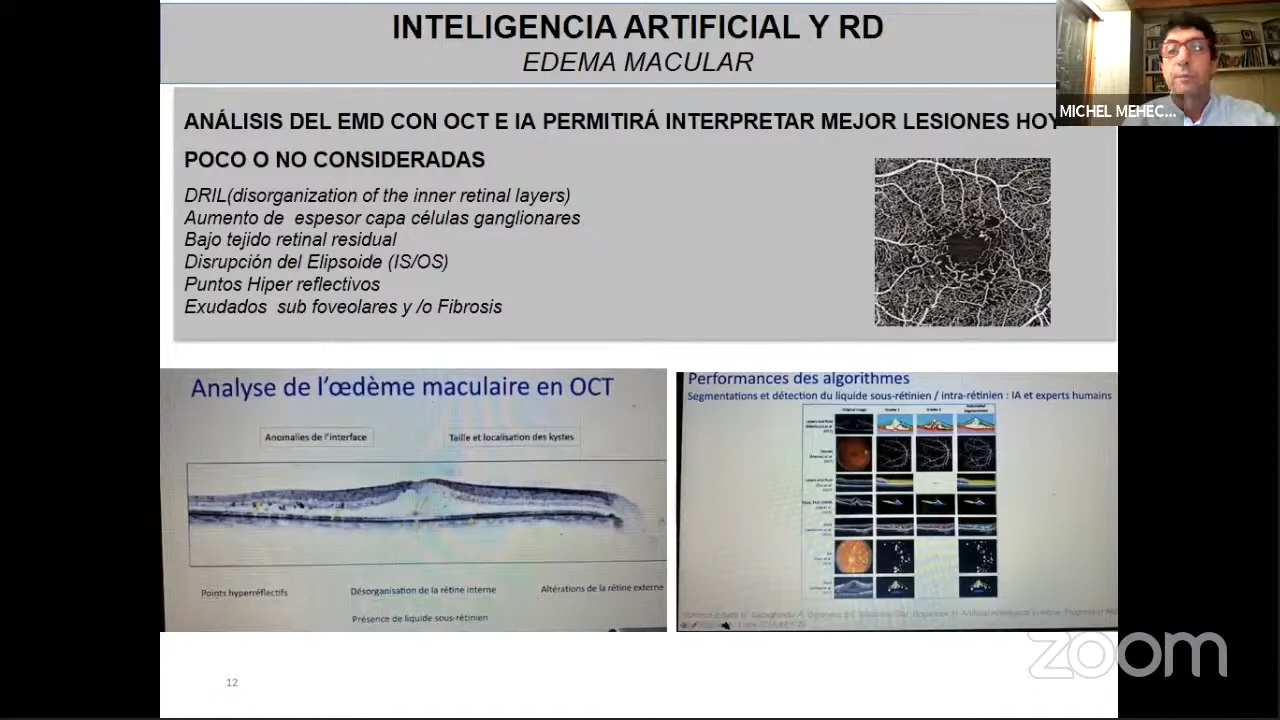 INTELIGENCIA ARTIFICIAL Y RD
EDEMA MACULAR
MICHEL MEHEC...
ANÁLISIS DEL EMD CON OCT E IA PERMITIRÁ INTERPRETAR MEJOR LESIONES HOY
POCO O NO CONSIDERADAS
DRIL(disorganization of the inner retinal layers)
Aumento de espesor capa células ganglionares
Bajo tejido retinal residual
Disrupción del Elipsoide (IS/OS)
Puntos Hiper reflectivos
Exudados sub foveolares y /o Fibrosis
Analyse de l'œdème maculaire en OCT
Anomalies de l'interface
Taille et localisation des kystes
Points hyperréflectifs
Désorganisation de la rétine interne
Altérations de la rétine externe
Présence de liquide sous-rétinien
Performances des algorithmes
Segmentations et détection du liquide sous-rétinien / intra-rétinien : IA et experts humains
zoom
12